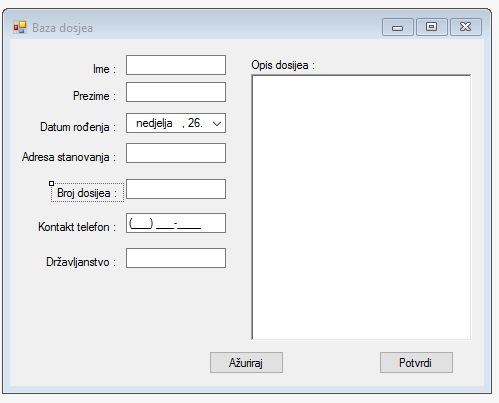 Baza dosjea
Ime :
Prezime :
Datum rođenja :
nedjelja , 26.
Adresa stanovanja :
Broj dosijea :
Kontakt telefon :
(___) ___-____
Državljanstvo :
Opis dosijea :
Ažuriraj
Potvrdi